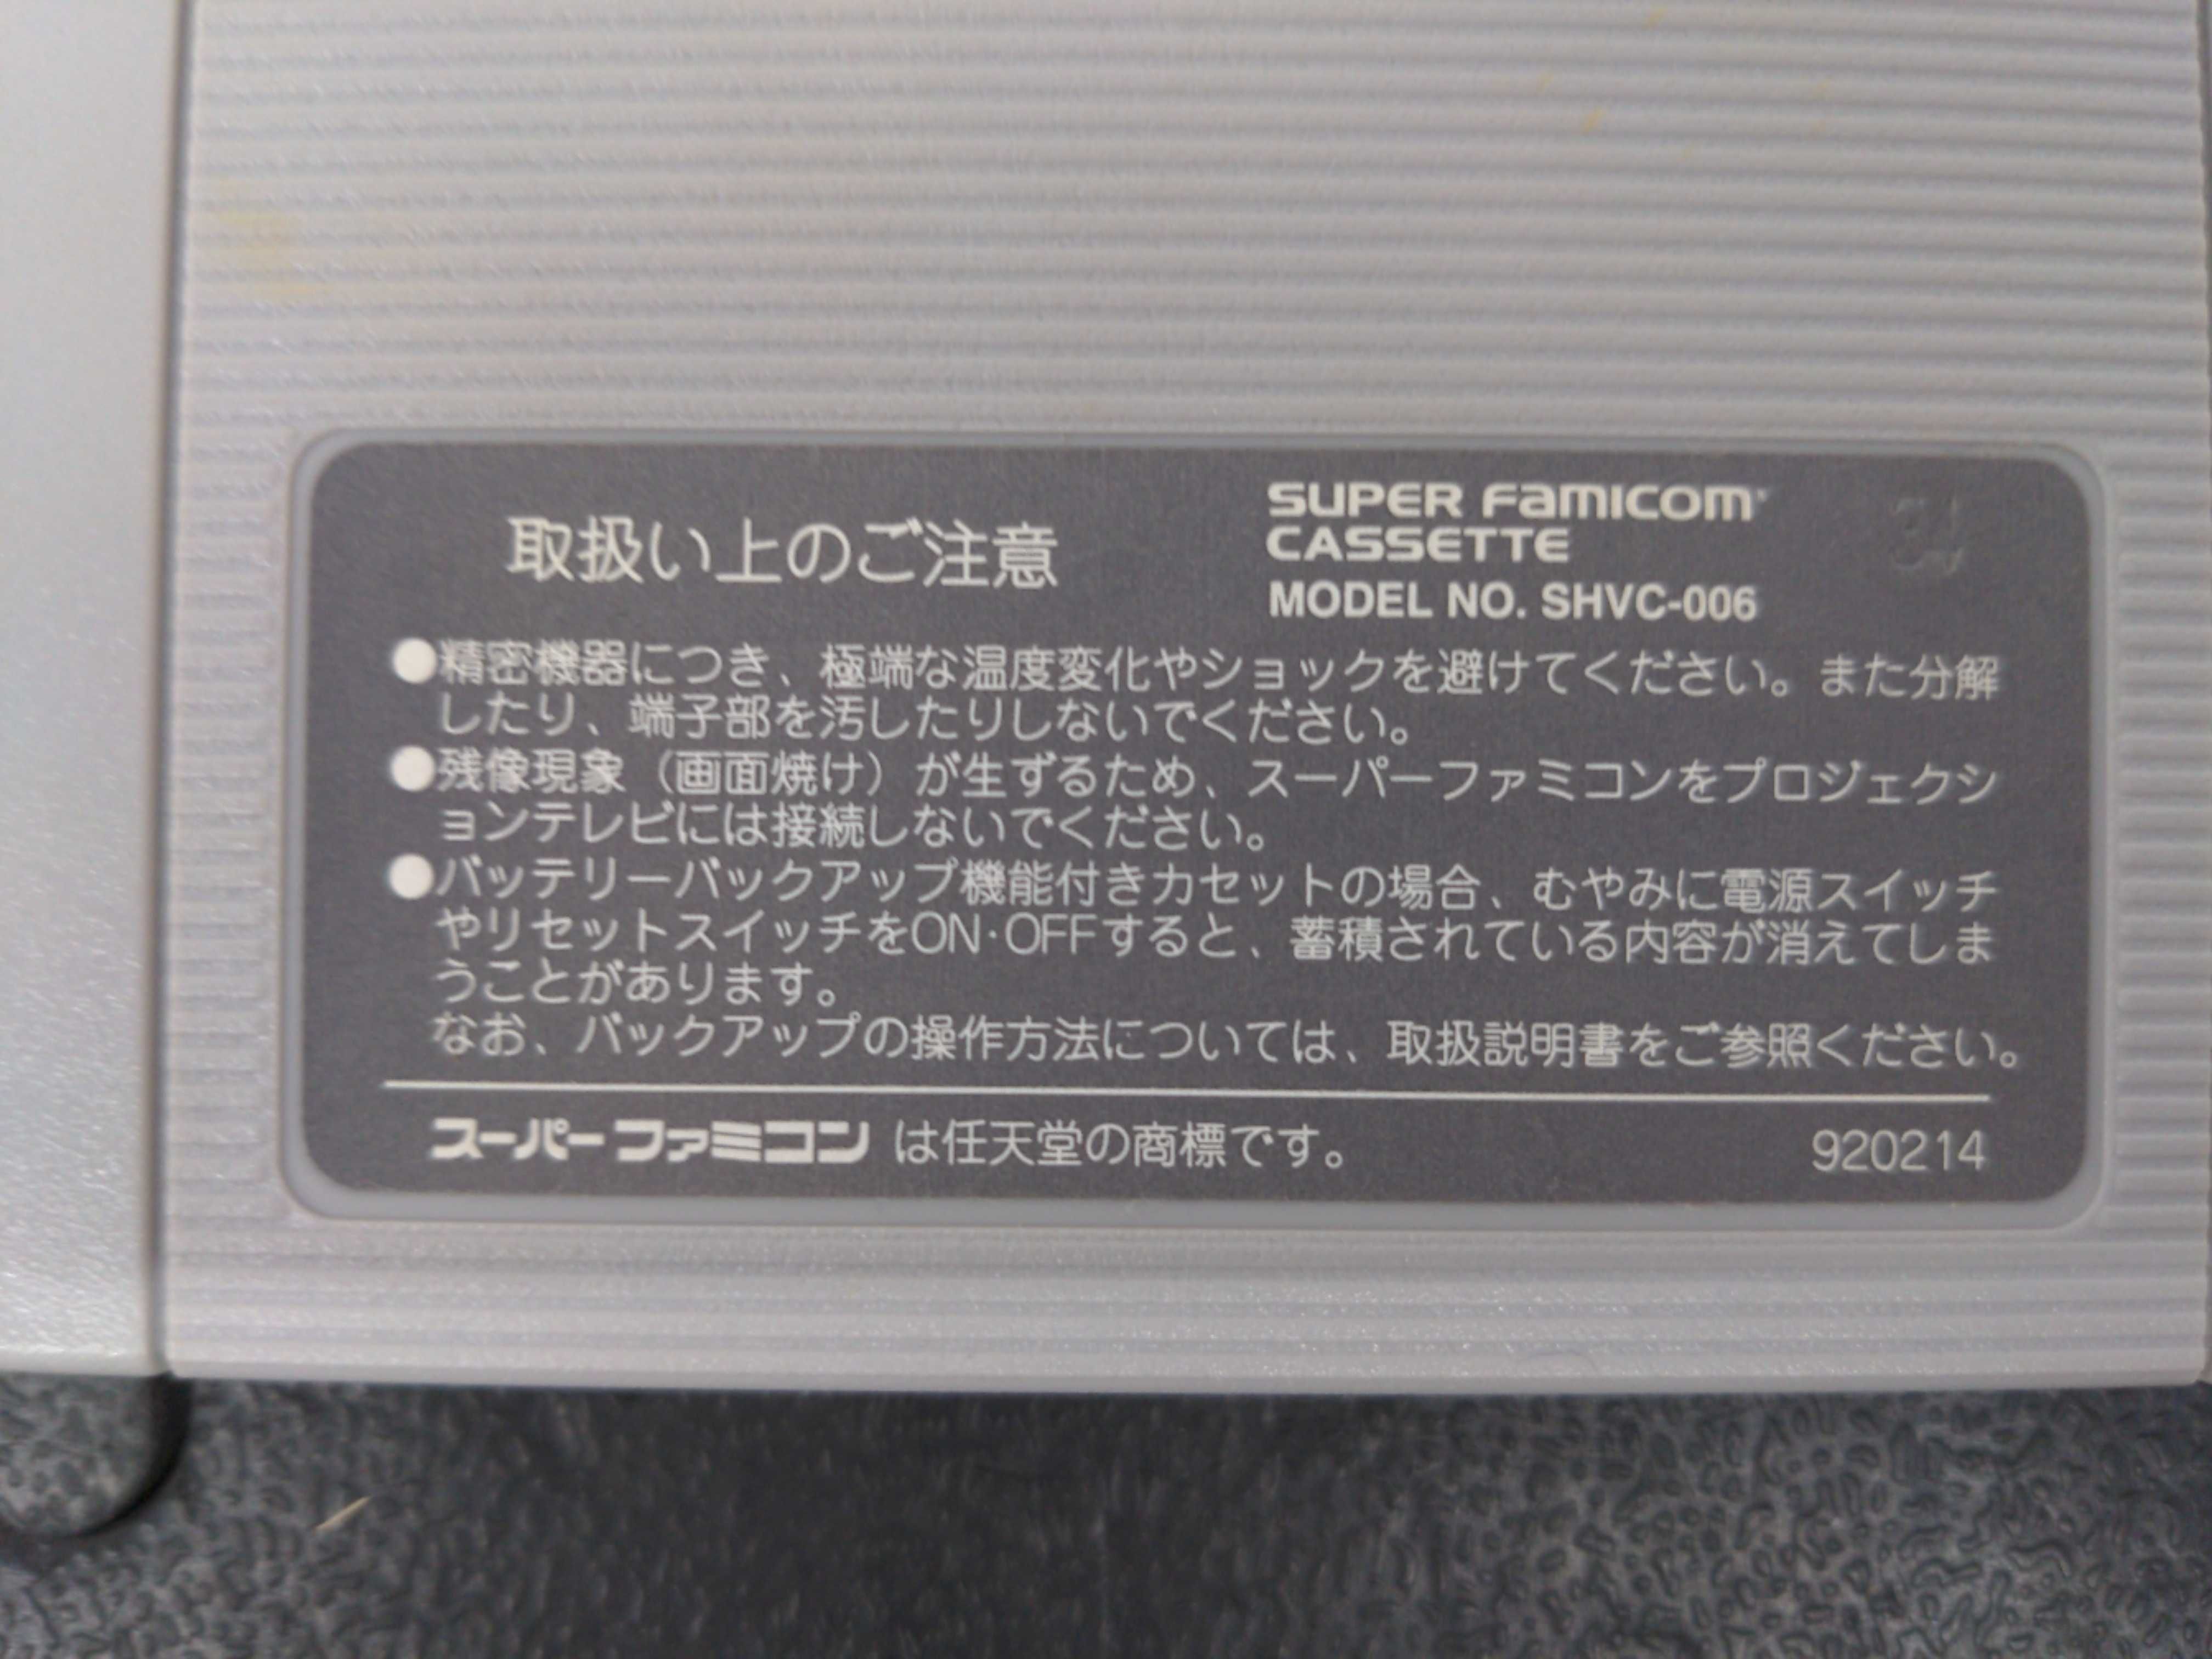 取扱い上のご注意
SUPER FAMICOM
CASSETTE
MODEL NO. SHVC-006
●精密機器につき、極端な温度変化やショックを避けてください。また分解
したり、端子部を汚したりしないでください。
●残像現象（画面焼け）が生ずるため、スーパーファミコンをプロジェクシ
ョンテレビには接続しないでください。
●バッテリーバックアップ機能付きカセットの場合、むやみに電源スイッチ
やリセットスイッチをON・OFFすると、蓄積されている内容が消えてしま
うことがあります。
なお、バックアップの操作方法については、取扱説明書をご参照ください。
スーパーファミコン は任天堂の商標です。
920214